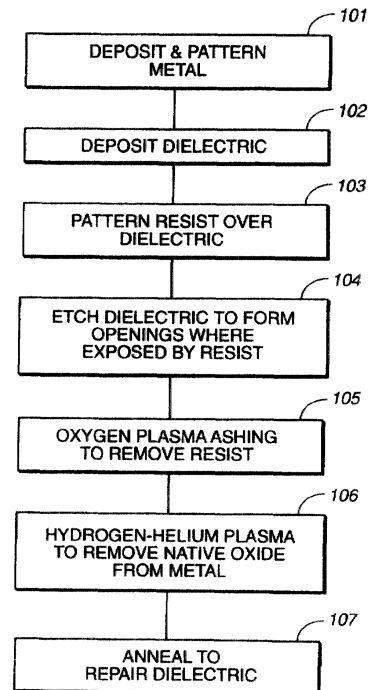 101
DEPOSIT & PATTERN
METAL
102
DEPOSIT DIELECTRIC
103
PATTERN RESIST OVER
DIELECTRIC
104
ETCH DIELECTRIC TO FORM
OPENINGS WHERE
EXPOSED BY RESIST
105
OXYGEN PLASMA ASHING
TO REMOVE RESIST
106
HYDROGEN-HELIUM PLASMA
TO REMOVE NATIVE OXIDE
FROM METAL
107
ANNEAL TO
REPAIR DIELECTRIC